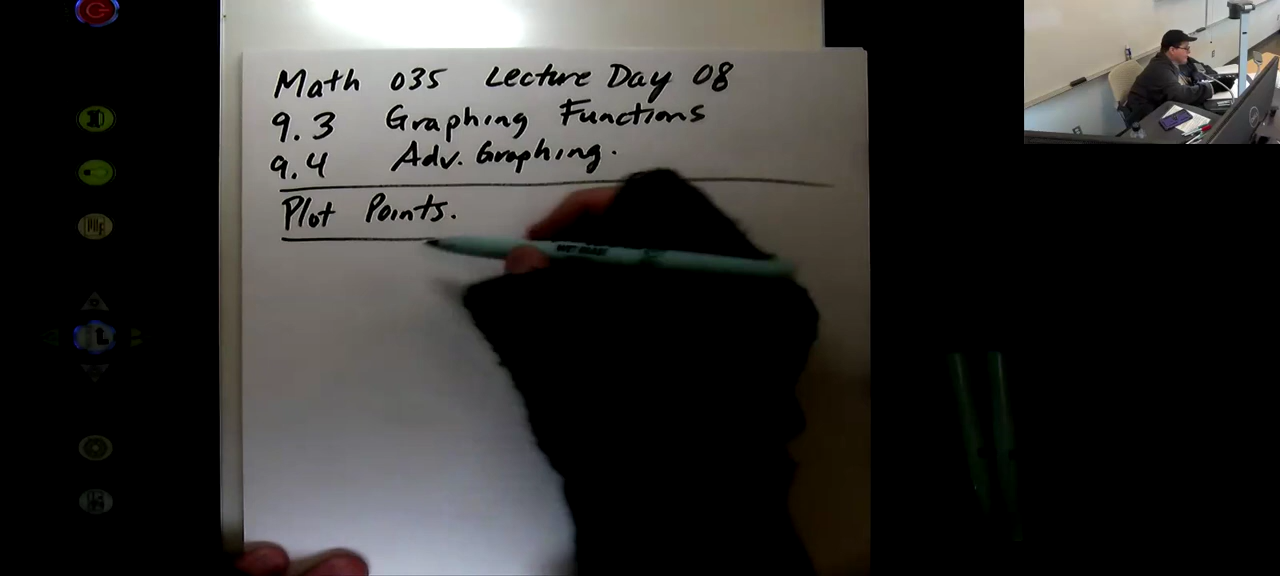 Math 035 Lecture Day 08
9.3 Graphing Functions
9.4 Adv. Graphing.
Plot Points.